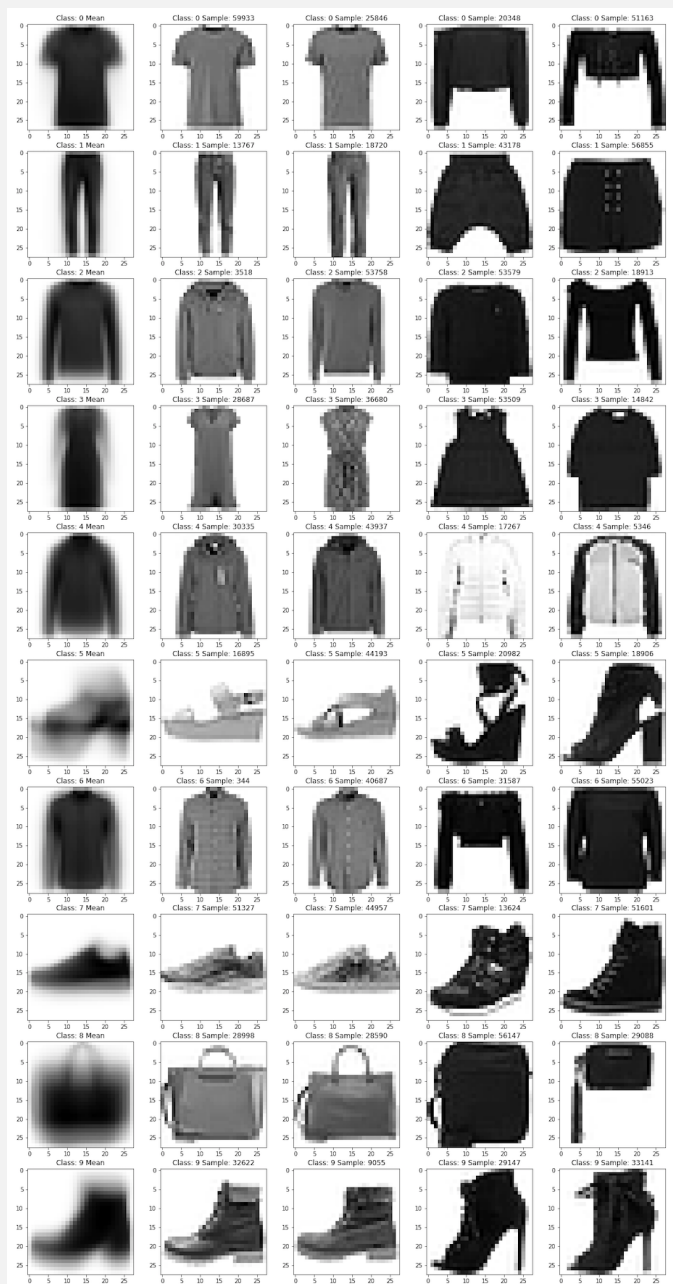 Class: 0 Mean
Class: 0 Sample: 59933
Class: 0 Sample: 25846
Class: 0 Sample: 20348
Class: 0 Sample: 51163
Class: 1 Mean
Class: 1 Sample: 13767
Class: 1 Sample: 18720
Class: 1 Sample: 43178
Class: 1 Sample: 56855
Class: 2 Mean
Class: 2 Sample: 3518
Class: 2 Sample: 53758
Class: 2 Sample: 53579
Class: 2 Sample: 18913
Class: 3 Mean
Class: 3 Sample: 28687
Class: 3 Sample: 36680
Class: 3 Sample: 53509
Class: 3 Sample: 14842
Class: 4 Mean
Class: 4 Sample: 30335
Class: 4 Sample: 43937
Class: 4 Sample: 17267
Class: 4 Sample: 5346
Class: 5 Mean
Class: 5 Sample: 16895
Class: 5 Sample: 44193
Class: 5 Sample: 20982
Class: 5 Sample: 18906
Class: 6 Mean
Class: 6 Sample: 344
Class: 6 Sample: 40687
Class: 6 Sample: 31587
Class: 6 Sample: 55023
Class: 7 Mean
Class: 7 Sample: 51327
Class: 7 Sample: 44957
Class: 7 Sample: 13624
Class: 7 Sample: 51601
Class: 8 Mean
Class: 8 Sample: 28998
Class: 8 Sample: 28590
Class: 8 Sample: 56147
Class: 8 Sample: 29088
Class: 9 Mean
Class: 9 Sample: 32622
Class: 9 Sample: 9055
Class: 9 Sample: 29147
Class: 9 Sample: 33141